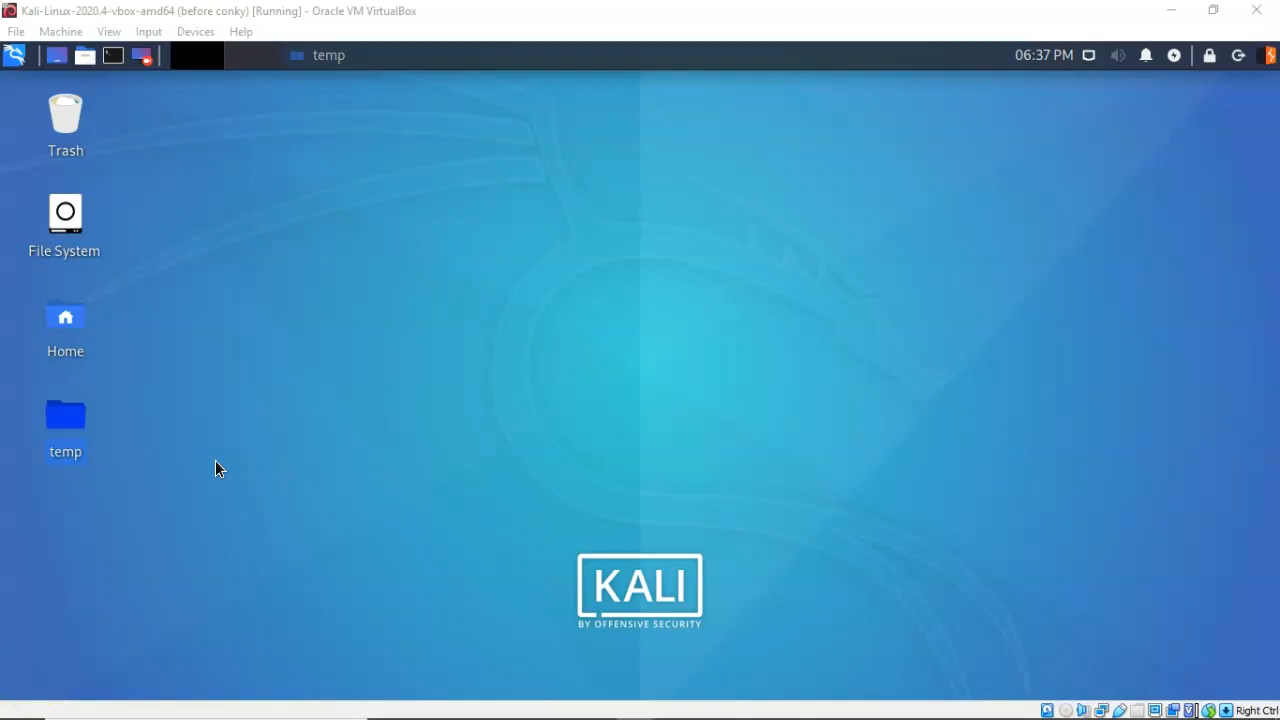 Kali-Linux-2020.4-vbox-amd64 (before conky) [Running] - Oracle VM VirtualBox
File Machine View Input Devices Help
temp 06:37 PM
Trash
File System
Home
temp
KALI
BY OFFENSIVE SECURITY
Right Ctrl